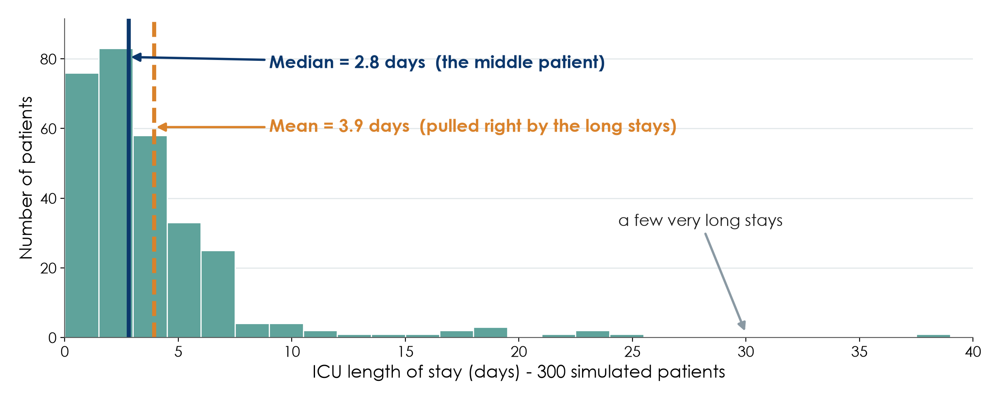 80
60
40
20
0
Number of patients
Median = 2.8 days (the middle patient)
Mean = 3.9 days (pulled right by the long stays)
a few very long stays
0 5 10 15 20 25 30 35 40
ICU length of stay (days) - 300 simulated patients